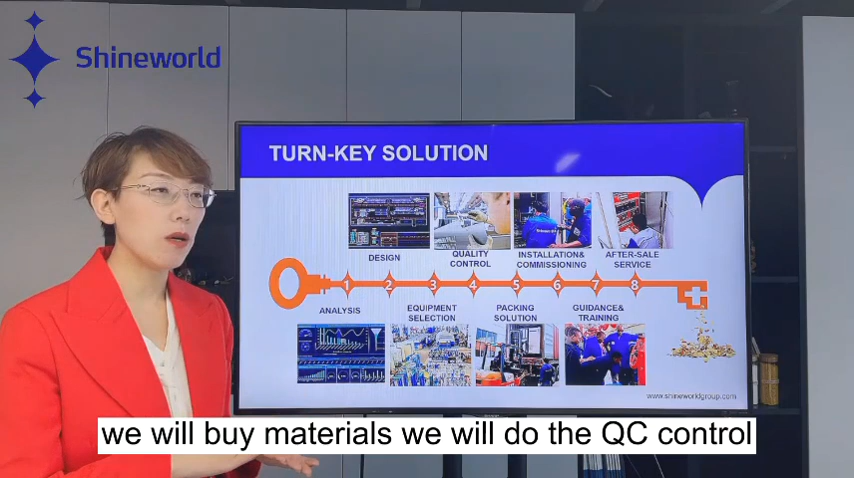 Shineworld
TURN-KEY SOLUTION
DESIGN
QUALITY
CONTROL
INSTALLATION&
COMMISSIONING
AFTER-SALE
SERVICE
1 2 3 4 5 6 7 8
ANALYSIS
EQUIPMENT
SELECTION
PACKING
SOLUTION
GUIDANCE&
TRAINING
www.shineworldgroup.com
we will buy materials we will do the QC control